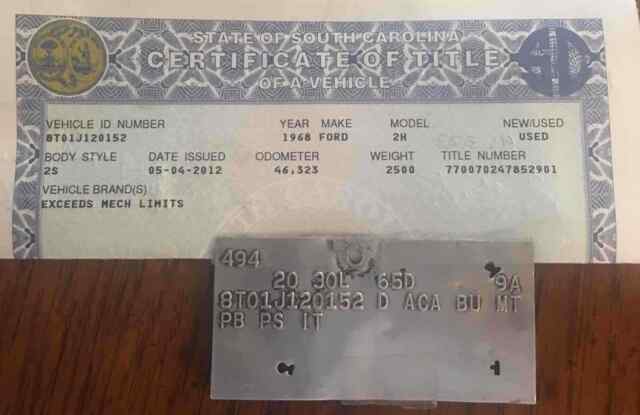 STATE OF SOUTH CAROLINA
CERTIFICATE OF TITLE
OF A VEHICLE
VEHICLE ID NUMBER YEAR MAKE MODEL NEW/USED
8T01J120152 1968 FORD 2H USED
BODY STYLE DATE ISSUED ODOMETER WEIGHT TITLE NUMBER
2S 05-04-2012 46,323 2500 770070247852901
VEHICLE BRAND(S)
EXCEEDS MECH LIMITS
494
20 30L 65D 9A
8T01J120152 D ACA BU MT
PB PS IT